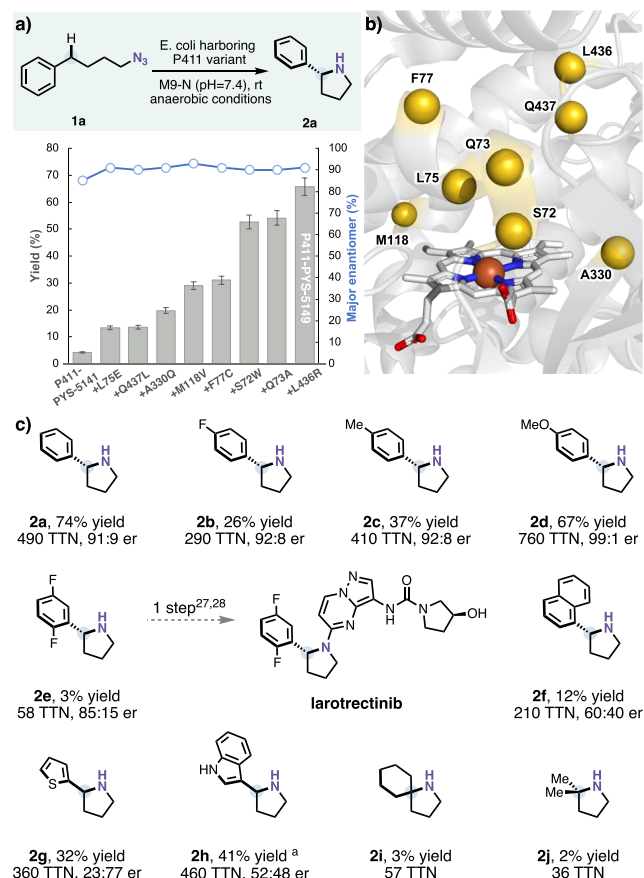 a)
H
N3
1a
E. coli harboring
P411 variant
M9-N (pH=7.4), rt
anaerobic conditions
H
N
2a
Yield (%)
80
70
60
50
40
30
20
10
0
100
90
80
70
60
50
40
30
20
10
0
Major enantiomer (%)
P411-PYS-5149
P411-
PYS-5141
+L75E
+Q437L
+A330Q
+M118V
+F77C
+S72W
+Q73A
+L436R
b)
L436
F77
Q437
Q73
L75
S72
M118
A330
c)
H
N
2a, 74% yield
490 TTN, 91:9 er
F
H
N
2b, 26% yield
290 TTN, 92:8 er
Me
H
N
2c, 37% yield
410 TTN, 92:8 er
MeO
H
N
2d, 67% yield
760 TTN, 99:1 er
F
F
H
N
2e, 3% yield
58 TTN, 85:15 er
1 step27,28
F
F
N
N
N
N
N
H
O
N
OH
larotrectinib
H
N
2f, 12% yield
210 TTN, 60:40 er
S
H
N
2g, 32% yield
360 TTN, 23:77 er
HN
H
N
2h, 41% yield a
460 TTN, 52:48 er
H
N
2i, 3% yield
57 TTN
Me
Me
H
N
2j, 2% yield
36 TTN